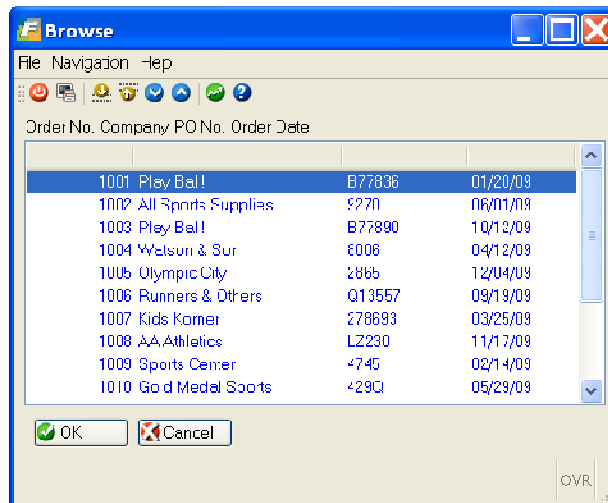 Browse
File Navigation Help
Order No. Company PO No. Order Date
1001 Play Ball! B77836 01/20/09
1002 All Sports Supplies 9270 06/01/09
1003 Play Ball! B77890 10/12/09
1004 Watson & Son 8006 04/12/09
1005 Olympic City 2865 12/04/09
1006 Runners & Others Q13557 09/19/09
1007 Kids Korner 278693 03/25/09
1008 AA Athletics LZ230 11/17/09
1009 Sports Center 4745 02/14/09
1010 Gold Medal Sports 429Q 05/29/09
OK Cancel
OVR